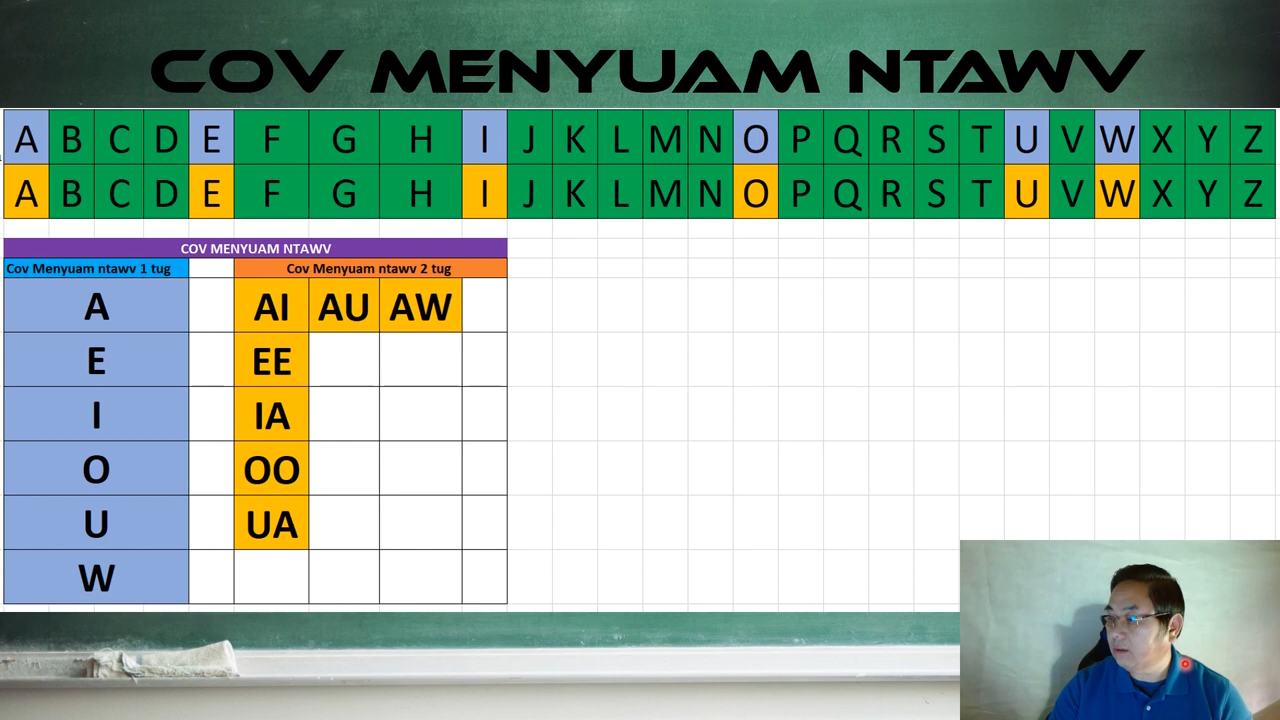 COV MENYUAM NTAWV
A B C D E F G H I J K L M N O P Q R S T U V W X Y Z
A B C D E F G H I J K L M N O P Q R S T U V W X Y Z
COV MENYUAM NTAWV
Cov Menyuam ntawv 1 tug Cov Menyuam ntawv 2 tug
A AI AU AW
E EE
I IA
O OO
U UA
W